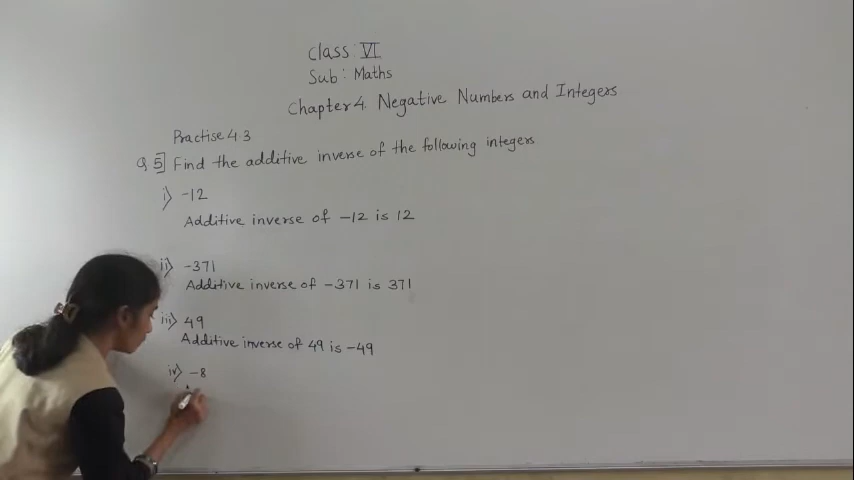 Class: VI
Sub: Maths
Chapter 4. Negative Numbers and Integers
Practise 4.3
Q 5] Find the additive inverse of the following integers
i) -12
Additive inverse of -12 is 12
ii) -371
Additive inverse of -371 is 371
iii) 49
Additive inverse of 49 is -49
iv) -8